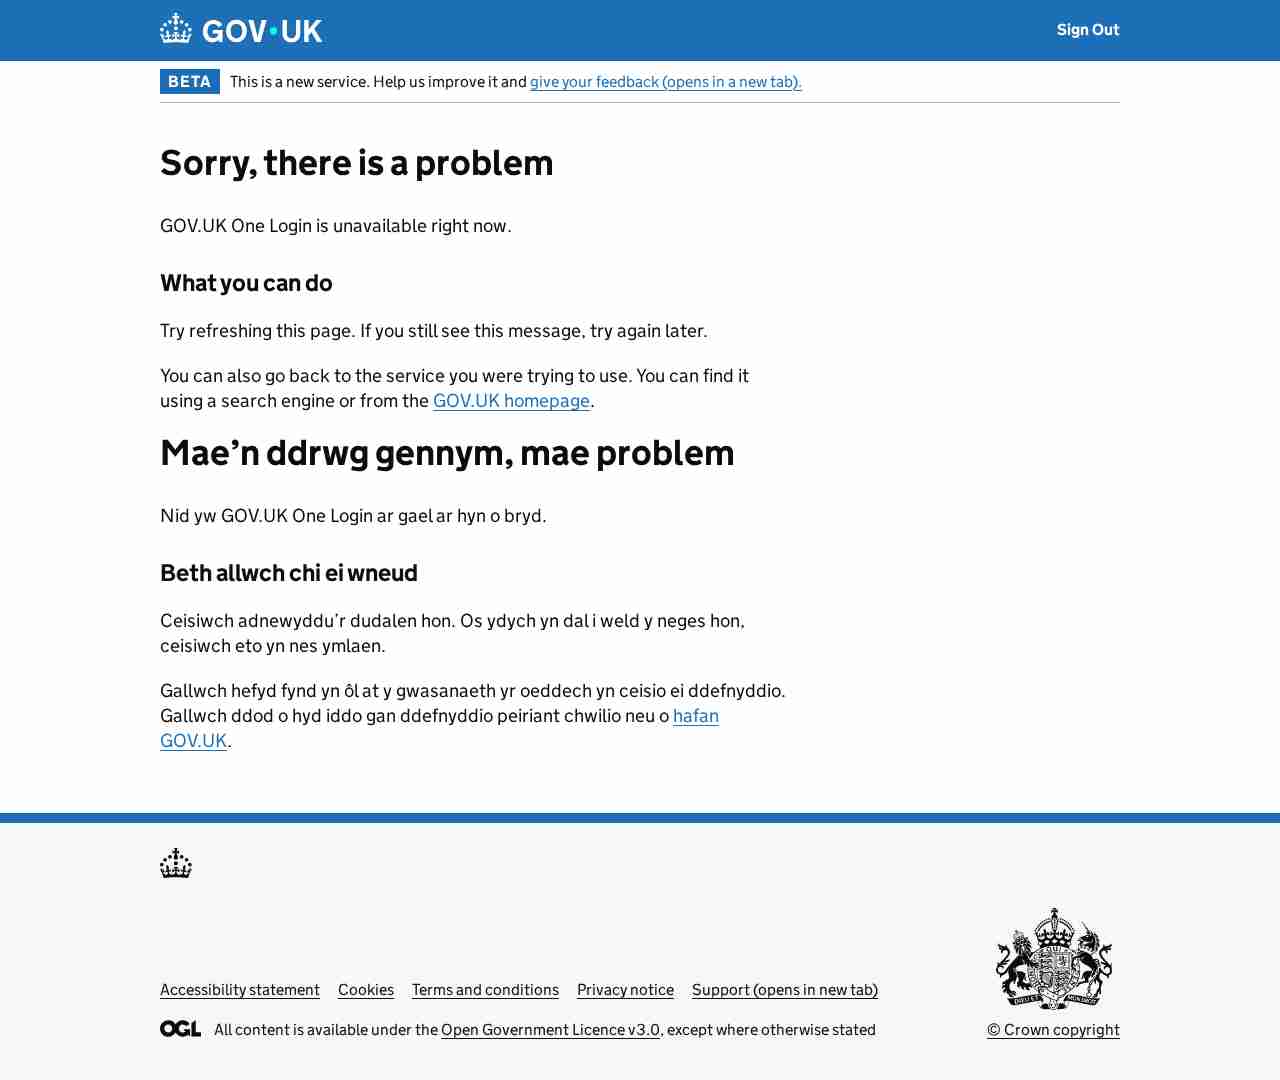 GOV·UK
Sign Out
BETA This is a new service. Help us improve it and give your feedback (opens in a new tab).
Sorry, there is a problem
GOV.UK One Login is unavailable right now.
What you can do
Try refreshing this page. If you still see this message, try again later.
You can also go back to the service you were trying to use. You can find it
using a search engine or from the GOV.UK homepage.
Mae’n ddrwg gennym, mae problem
Nid yw GOV.UK One Login ar gael ar hyn o bryd.
Beth allwch chi ei wneud
Ceisiwch adnewyddu’r dudalen hon. Os ydych yn dal i weld y neges hon,
ceisiwch eto yn nes ymlaen.
Gallwch hefyd fynd yn ôl at y gwasanaeth yr oeddech yn ceisio ei ddefnyddio.
Gallwch ddod o hyd iddo gan ddefnyddio peiriant chwilio neu o hafan
GOV.UK.
Accessibility statement Cookies Terms and conditions Privacy notice Support (opens in new tab)
OGL All content is available under the Open Government Licence v3.0, except where otherwise stated
© Crown copyright